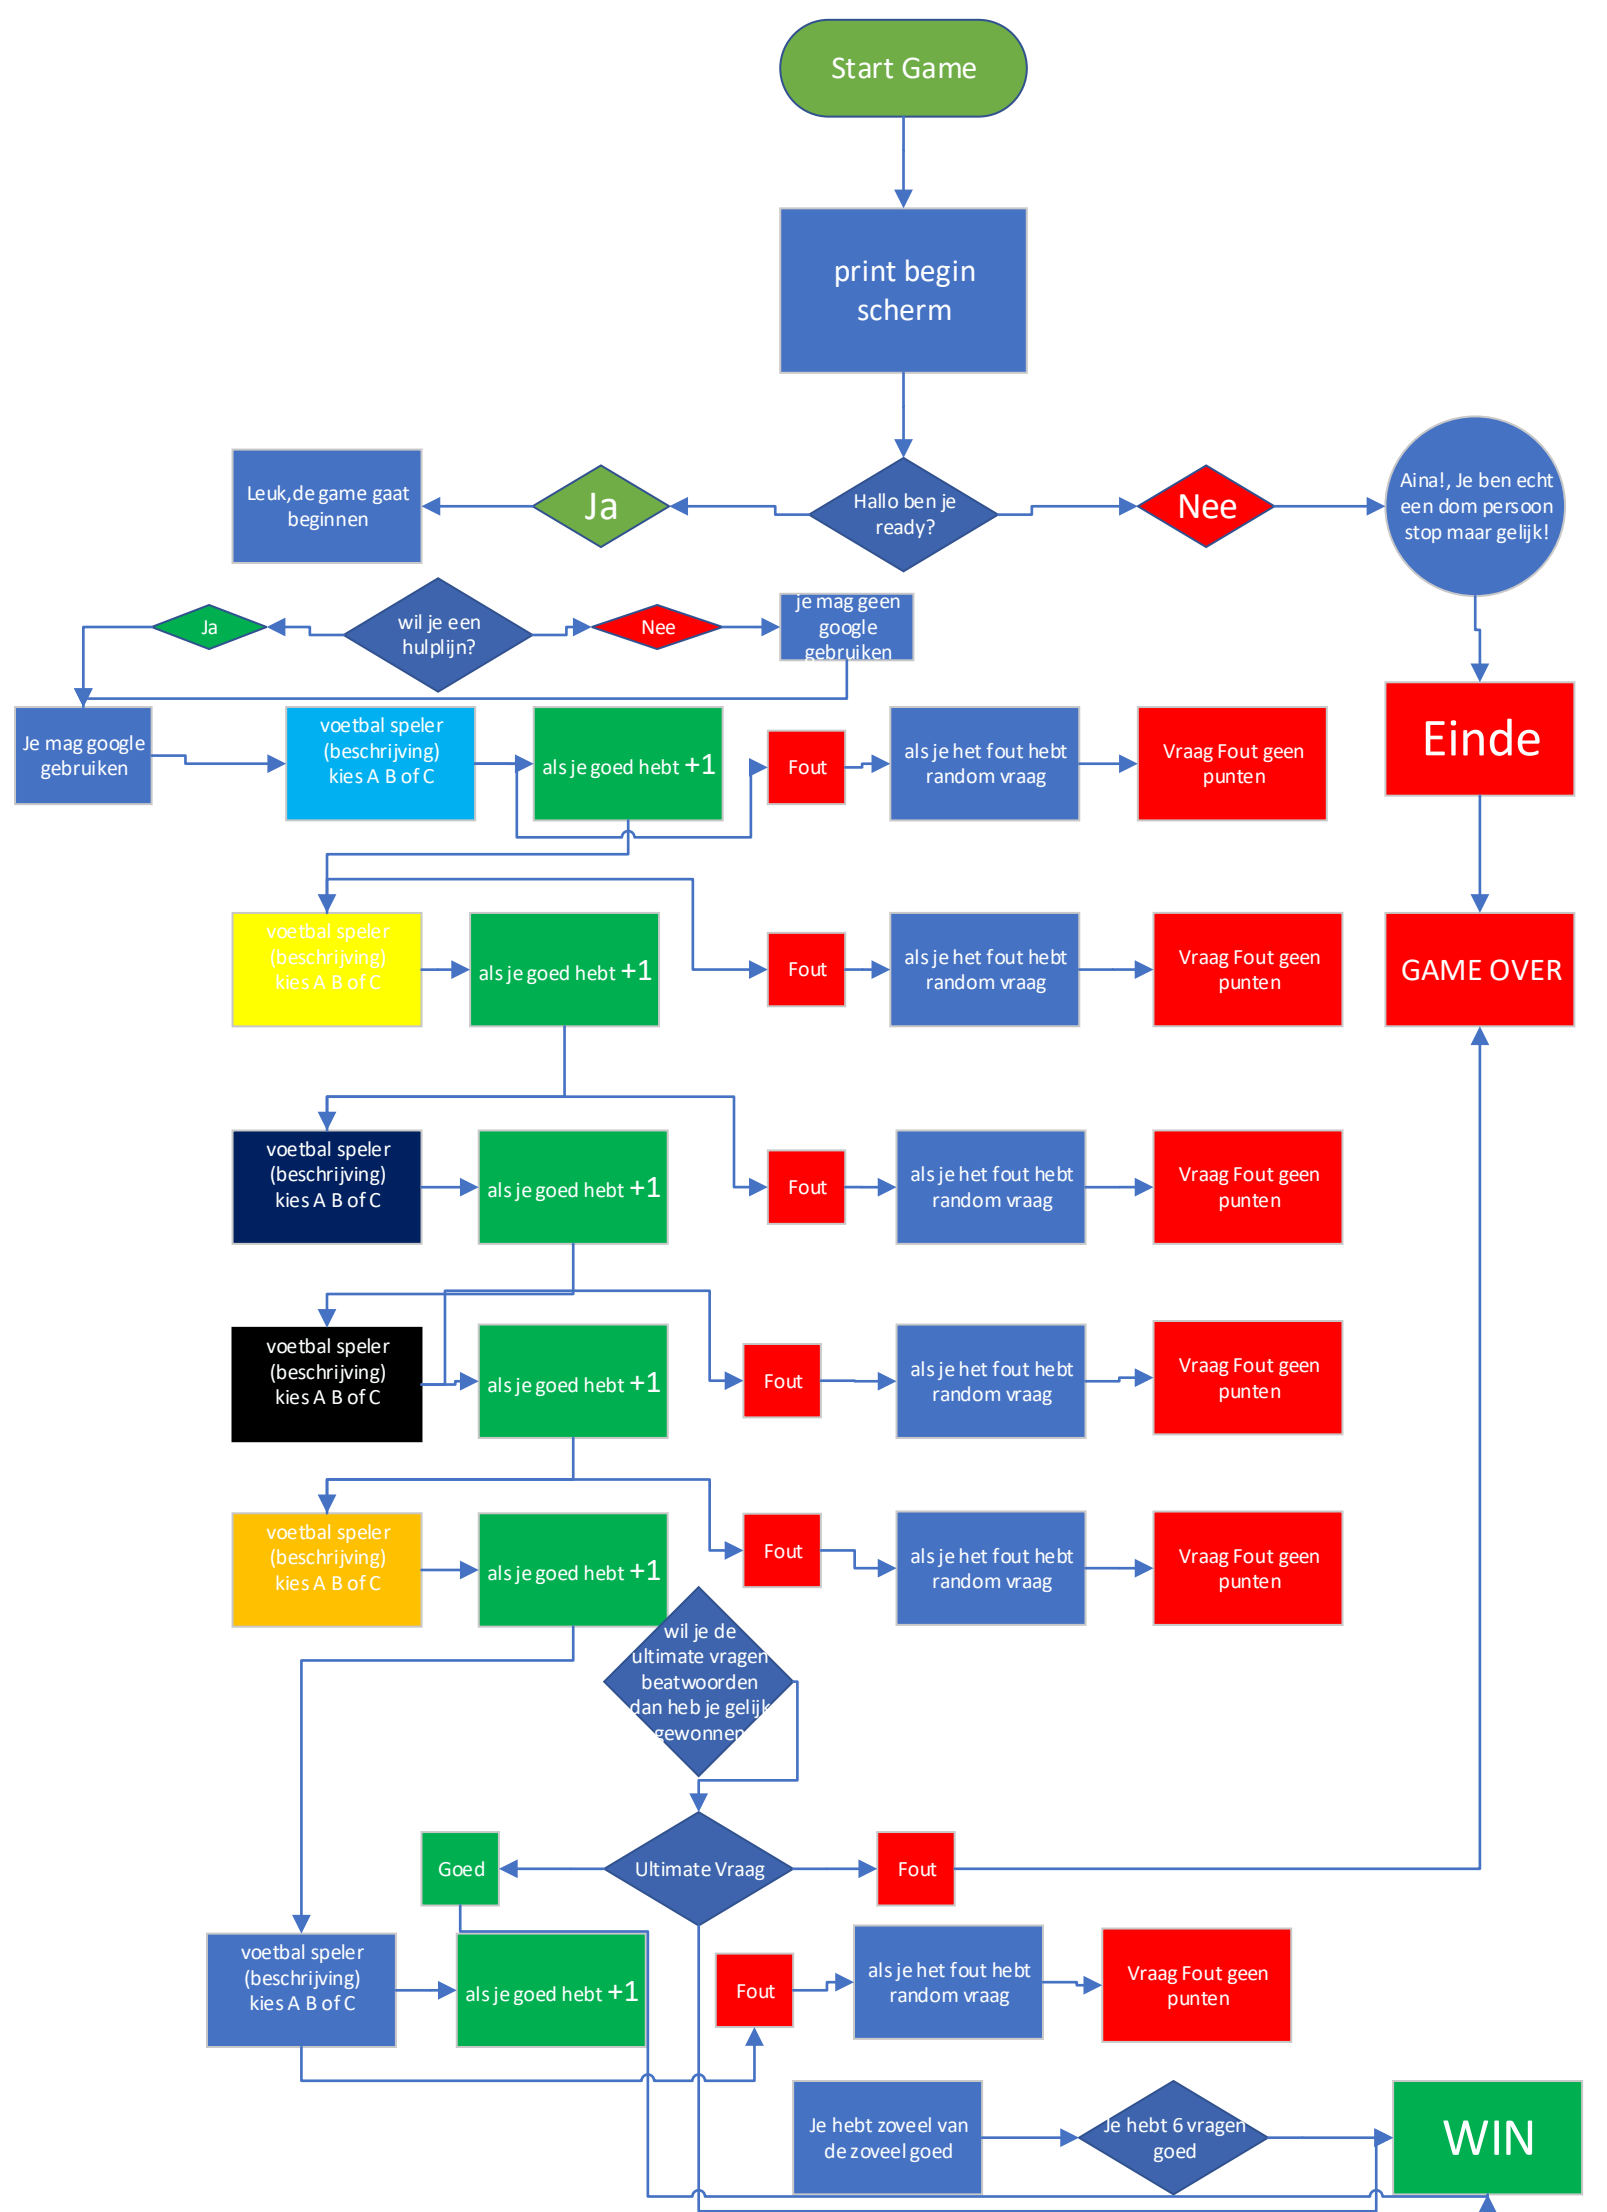 Start Game
print begin
scherm
Leuk,de game gaat
beginnen
Ja
Hallo ben je
ready?
Nee
Aina!, Je ben echt
een dom persoon
stop maar gelijk!
Ja
wil je een
hulplijn?
Nee
je mag geen
google
gebruiken
Einde
Je mag google
gebruiken
voetbal speler
(beschrijving)
kies A B of C
als je goed hebt +1
Fout
als je het fout hebt
random vraag
Vraag Fout geen
punten
voetbal speler
(beschrijving)
kies A B of C
als je goed hebt +1
Fout
als je het fout hebt
random vraag
Vraag Fout geen
punten
GAME OVER
voetbal speler
(beschrijving)
kies A B of C
als je goed hebt +1
Fout
als je het fout hebt
random vraag
Vraag Fout geen
punten
voetbal speler
(beschrijving)
kies A B of C
als je goed hebt +1
Fout
als je het fout hebt
random vraag
Vraag Fout geen
punten
voetbal speler
(beschrijving)
kies A B of C
als je goed hebt +1
Fout
als je het fout hebt
random vraag
Vraag Fout geen
punten
wil je de
ultimate vragen
beatwoorden
dan heb je gelijk
gewonnen
Goed
Ultimate Vraag
Fout
voetbal speler
(beschrijving)
kies A B of C
als je goed hebt +1
Fout
als je het fout hebt
random vraag
Vraag Fout geen
punten
Je hebt zoveel van
de zoveel goed
Je hebt 6 vragen
goed
WIN